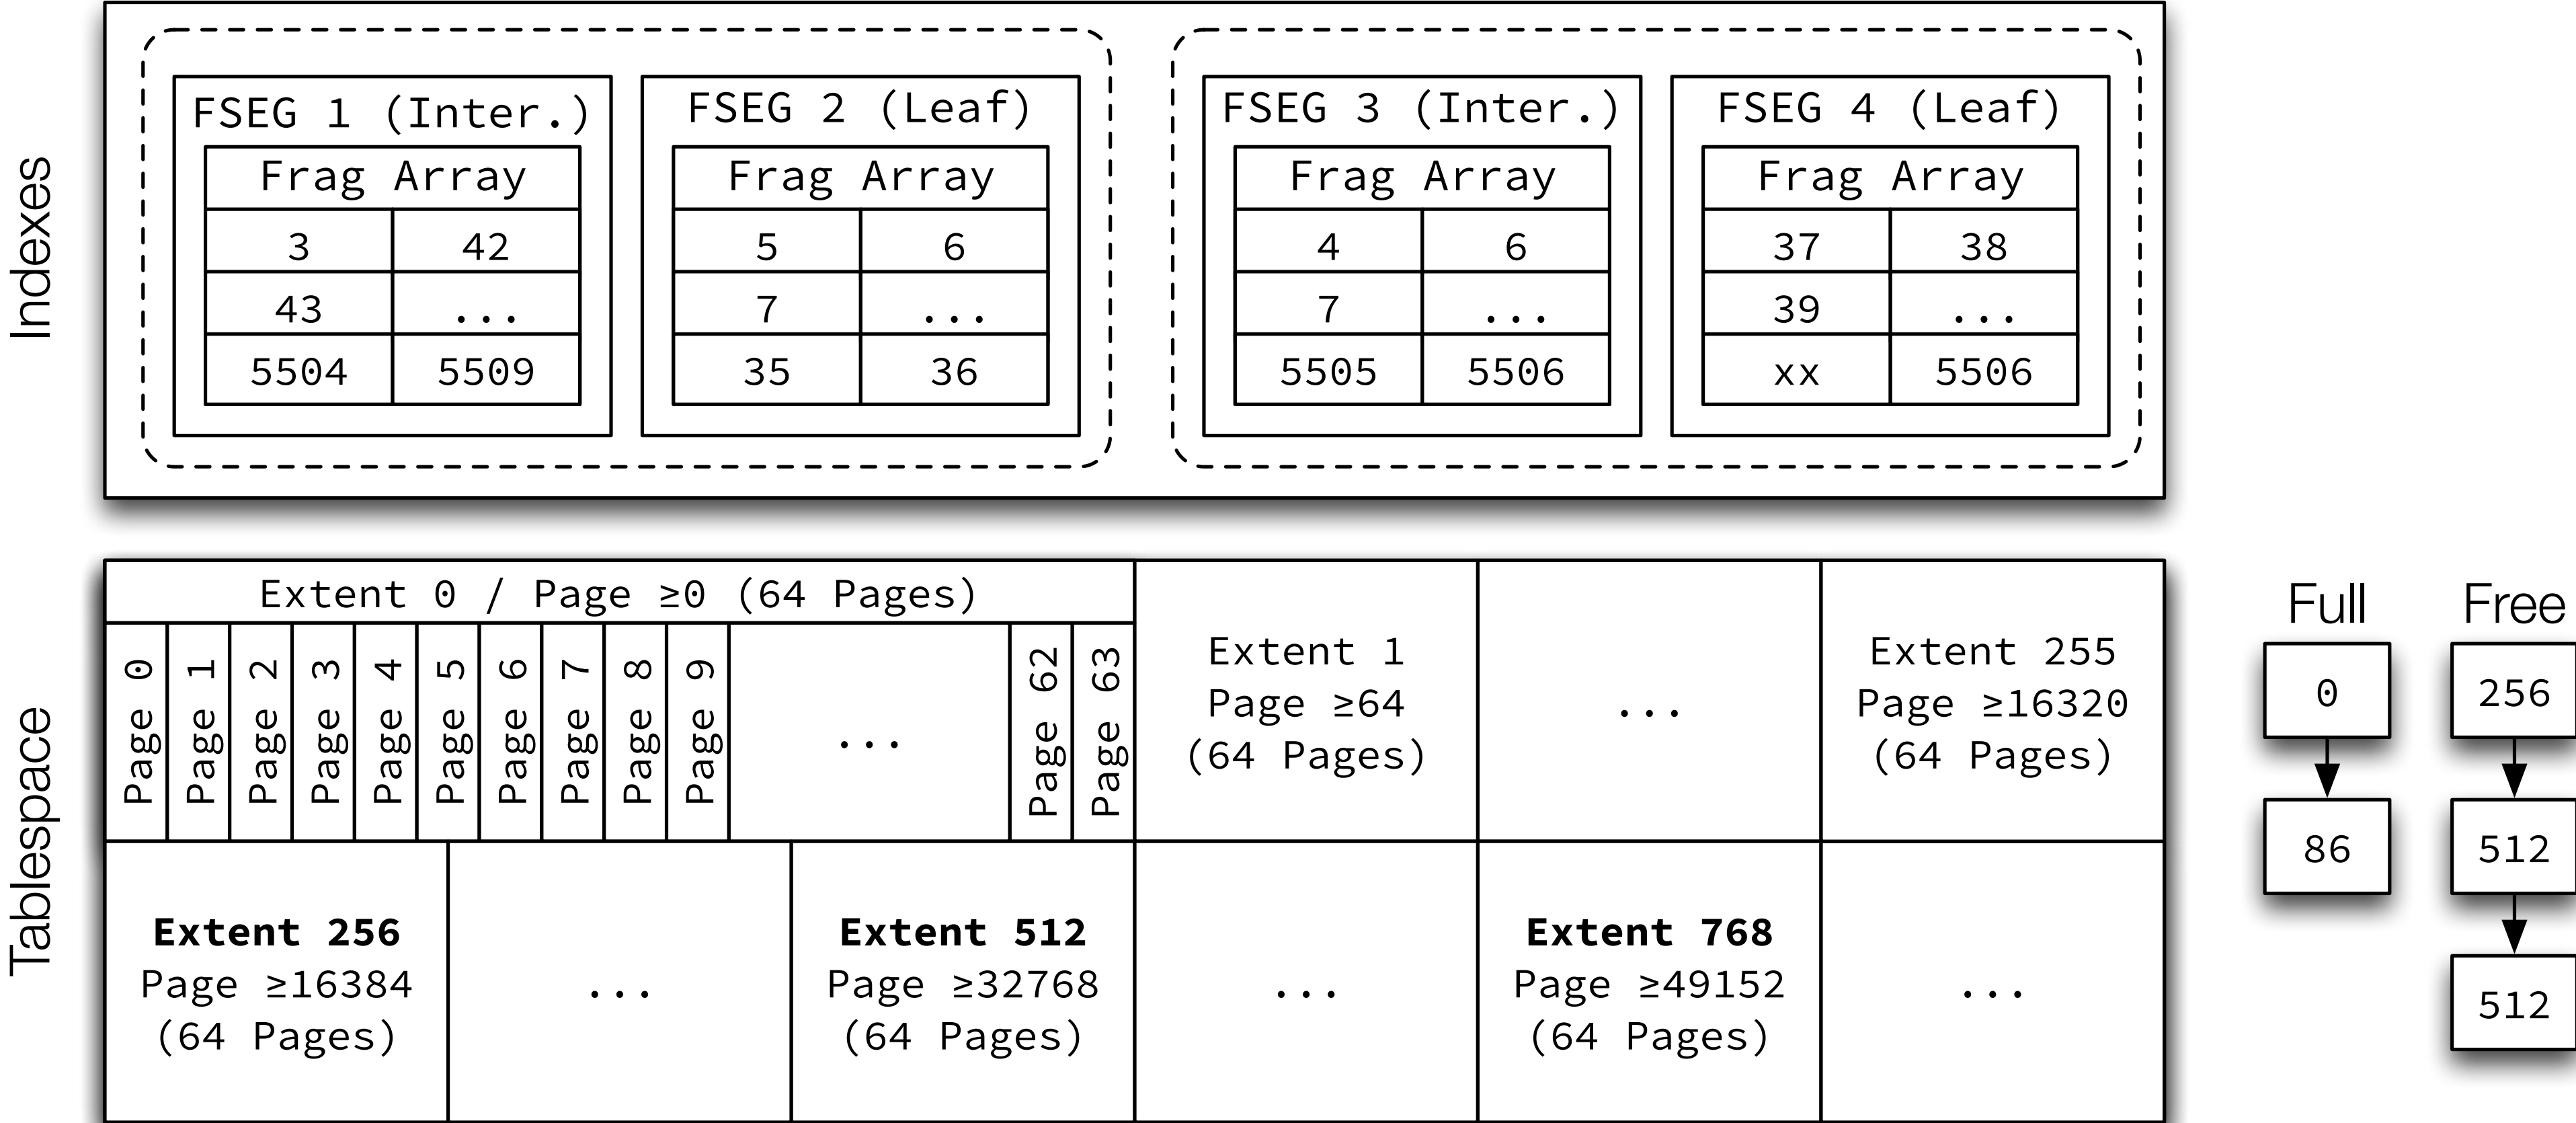 Indexes
FSEG 1 (Inter.)
Frag Array
3 42
43 ...
5504 5509
FSEG 2 (Leaf)
Frag Array
5 6
7 ...
35 36
FSEG 3 (Inter.)
Frag Array
4 6
7 ...
5505 5506
FSEG 4 (Leaf)
Frag Array
37 38
39 ...
xx 5506
Tablespace
Extent 0 / Page ≥0 (64 Pages)
Page 0
Page 1
Page 2
Page 3
Page 4
Page 5
Page 6
Page 7
Page 8
Page 9
...
Page 62
Page 63
Extent 1
Page ≥64
(64 Pages)
...
Extent 255
Page ≥16320
(64 Pages)
Extent 256
Page ≥16384
(64 Pages)
...
Extent 512
Page ≥32768
(64 Pages)
...
Extent 768
Page ≥49152
(64 Pages)
...
Full
0
86
Free
256
512
512